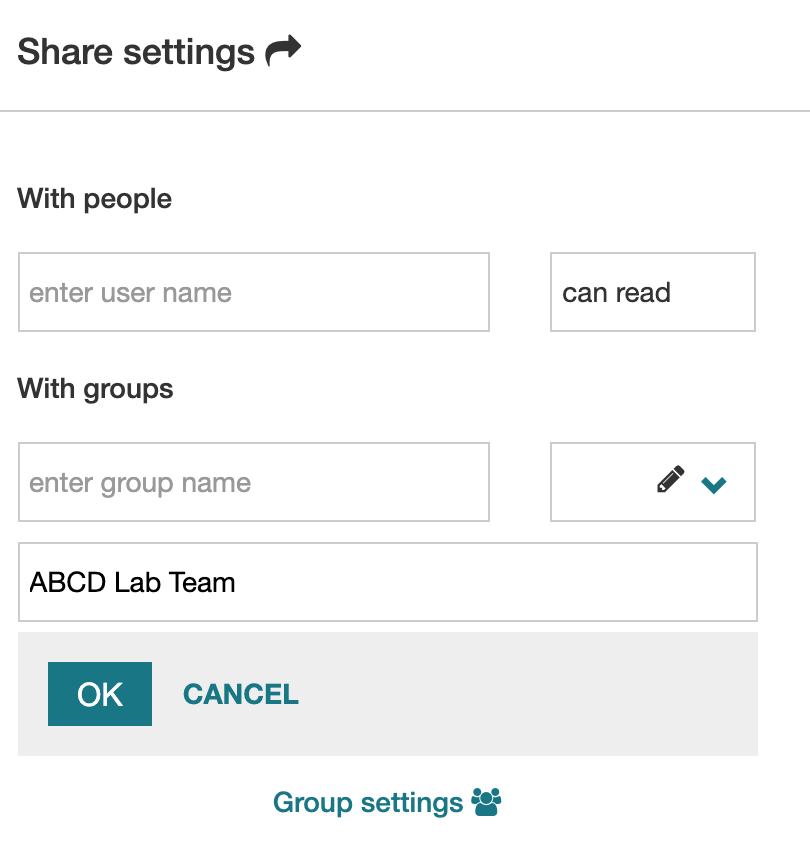 Share settings
With people
enter user name
can read
With groups
enter group name
ABCD Lab Team
OK
CANCEL
Group settings